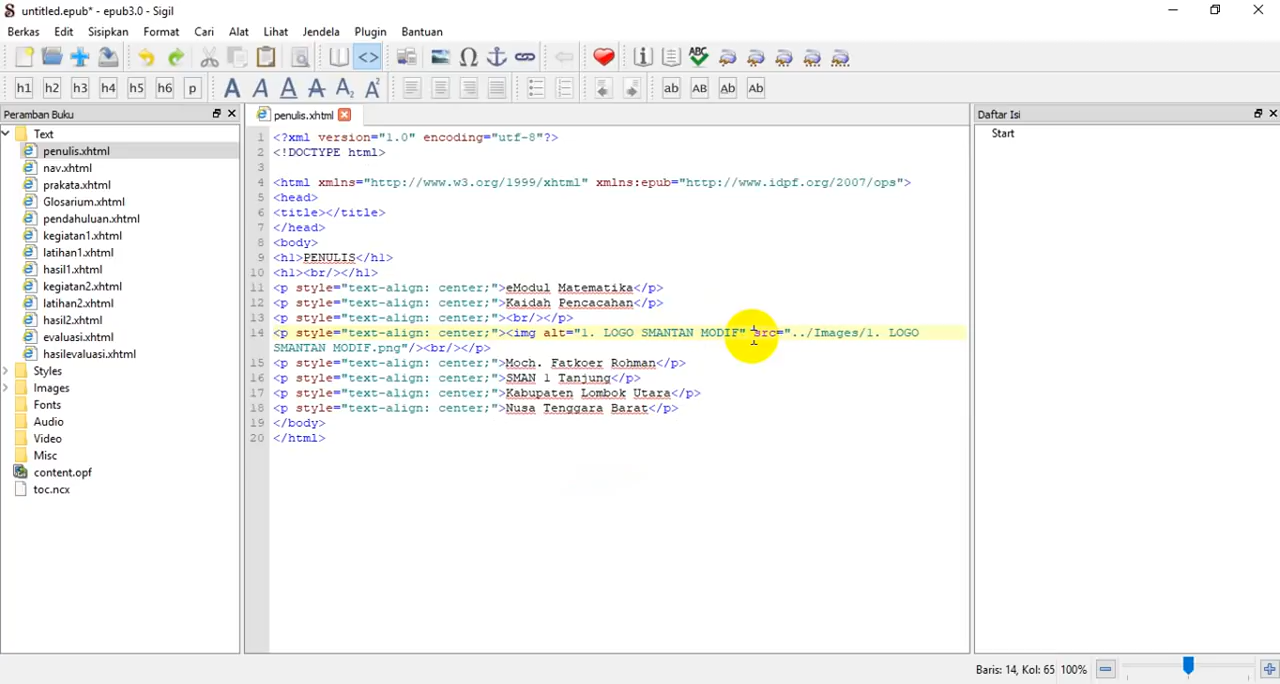 untitled.epub* - epub3.0 - Sigil
Berkas Edit Sisipkan Format Cari Alat Lihat Jendela Plugin Bantuan
h1 h2 h3 h4 h5 h6 p A A A A A₂ A² ab AB Ab Ab
Peramban Buku
Text
penulis.xhtml
nav.xhtml
prakata.xhtml
Glosarium.xhtml
pendahuluan.xhtml
kegiatan1.xhtml
latihan1.xhtml
hasil1.xhtml
kegiatan2.xhtml
latihan2.xhtml
hasil2.xhtml
evaluasi.xhtml
hasilevaluasi.xhtml
Styles
Images
Fonts
Audio
Video
Misc
content.opf
toc.ncx
penulis.xhtml
1 <?xml version="1.0" encoding="utf-8"?>
2 <!DOCTYPE html>
3
4 <html xmlns="http://www.w3.org/1999/xhtml" xmlns:epub="http://www.idpf.org/2007/ops">
5 <head>
6 <title></title>
7 </head>
8 <body>
9 <h1>PENULIS</h1>
10 <h1><br/></h1>
11 <p style="text-align: center;">eModul Matematika</p>
12 <p style="text-align: center;">Kaidah Pencacahan</p>
13 <p style="text-align: center;"><br/></p>
14 <p style="text-align: center;"><img alt="1. LOGO SMANTAN MODIF" src="../Images/1. LOGO
SMANTAN MODIF.png"/><br/></p>
15 <p style="text-align: center;">Moch. Fatkoer Rohman</p>
16 <p style="text-align: center;">SMAN 1 Tanjung</p>
17 <p style="text-align: center;">Kabupaten Lombok Utara</p>
18 <p style="text-align: center;">Nusa Tenggara Barat</p>
19 </body>
20 </html>
Daftar Isi
Start
Baris: 14, Kol: 65 100%